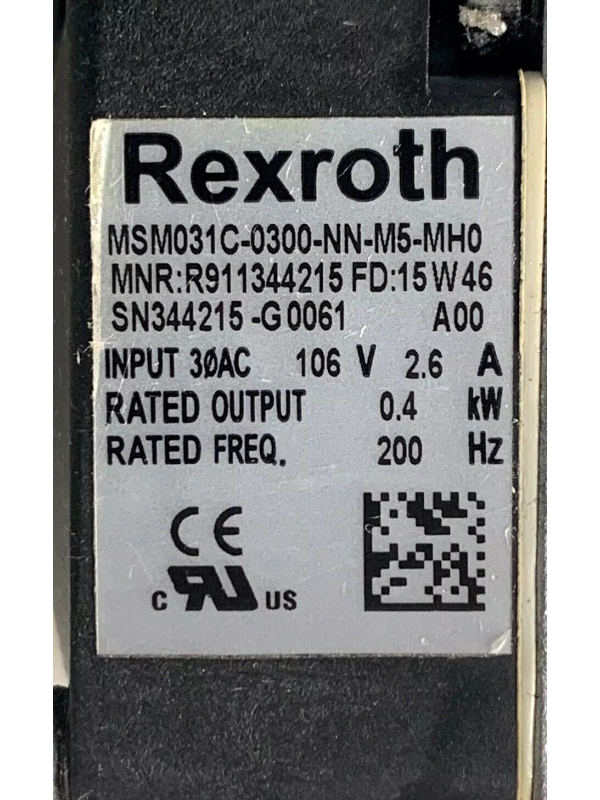 Rexroth
MSM031C-0300-NN-M5-MH0
MNR:R911344215 FD:15W46
SN344215-G0061 A00
INPUT 3ØAC 106 V 2.6 A
RATED OUTPUT 0.4 kW
RATED FREQ. 200 Hz
CE
c RU US